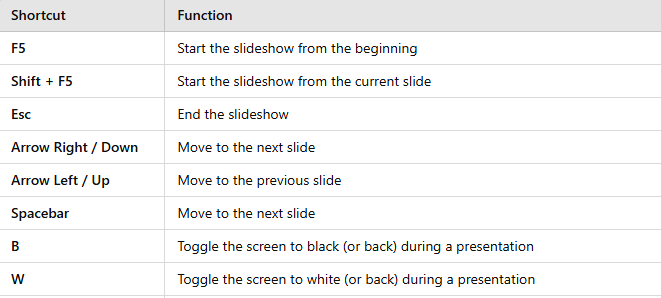 Shortcut Function
F5 Start the slideshow from the beginning
Shift + F5 Start the slideshow from the current slide
Esc End the slideshow
Arrow Right / Down Move to the next slide
Arrow Left / Up Move to the previous slide
Spacebar Move to the next slide
B Toggle the screen to black (or back) during a presentation
W Toggle the screen to white (or back) during a presentation